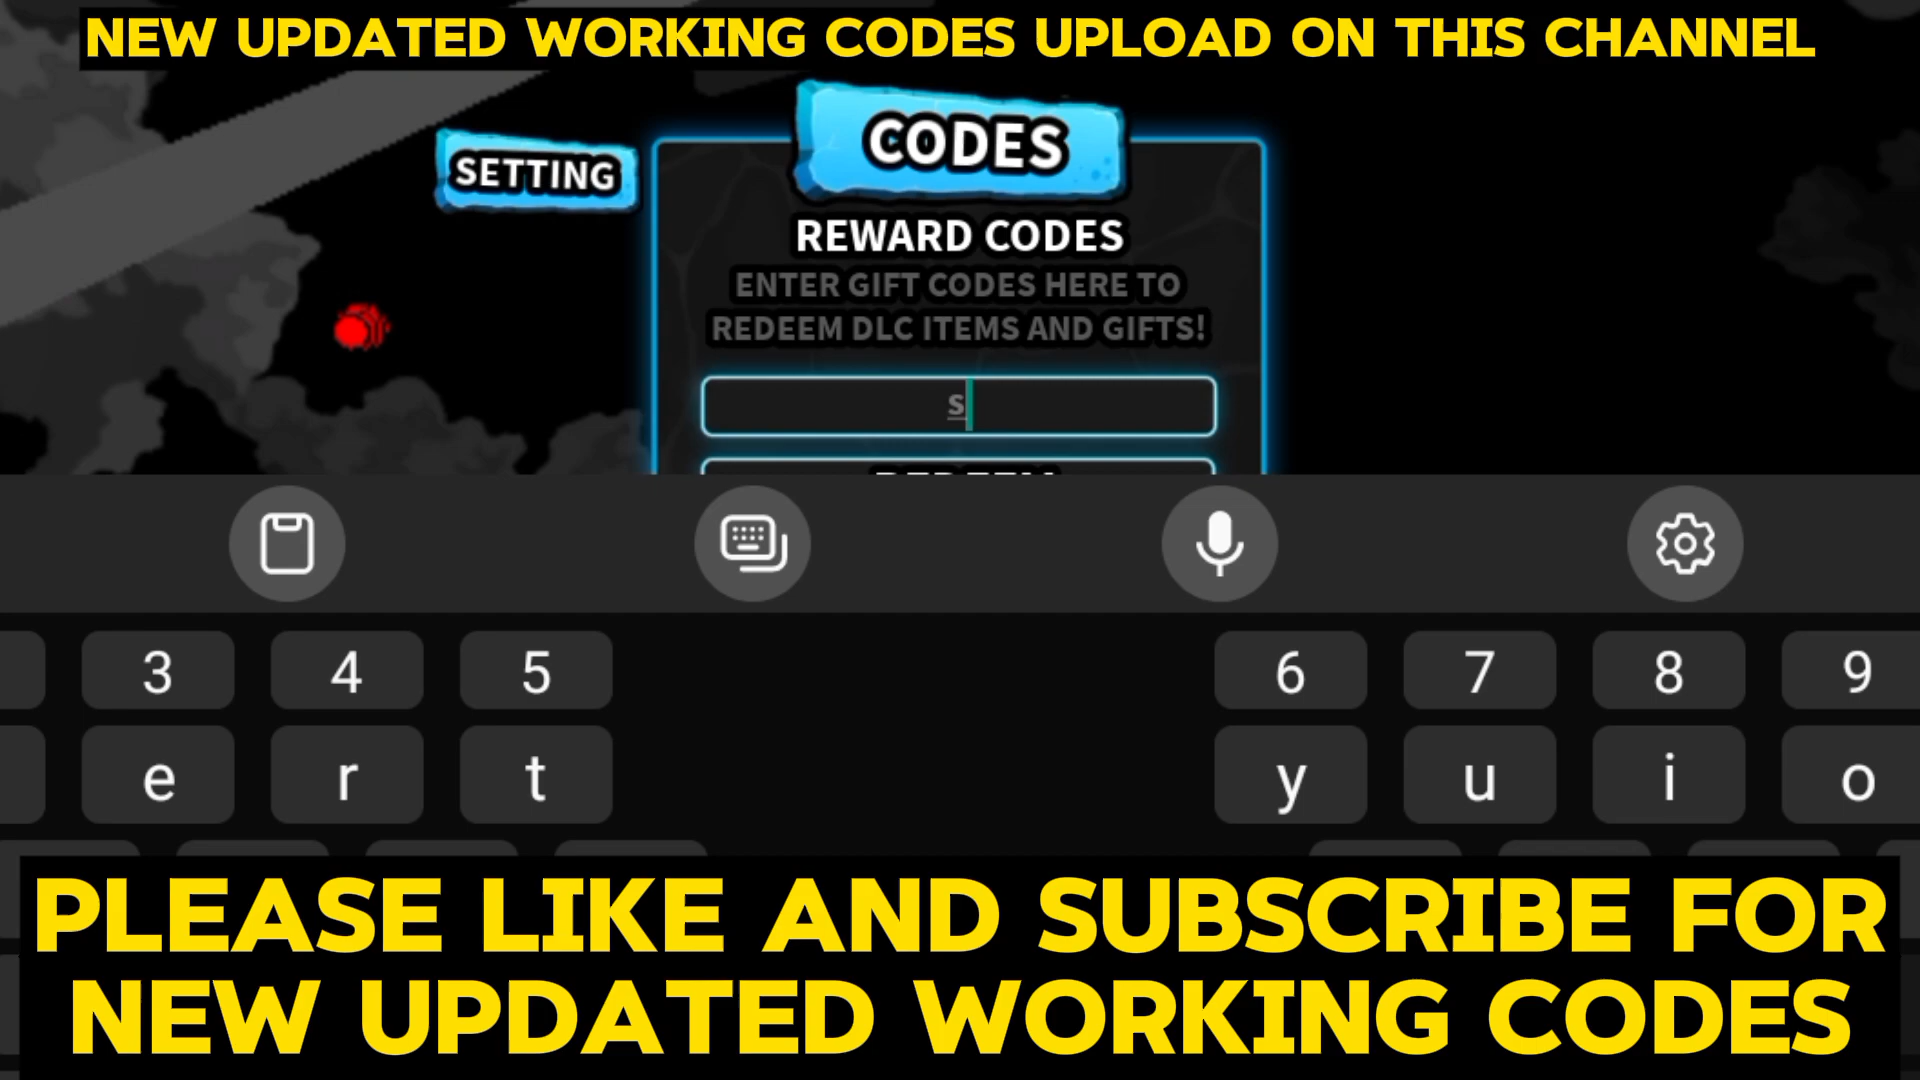 NEW UPDATED WORKING CODES UPLOAD ON THIS CHANNEL
CODES
SETTING
REWARD CODES
ENTER GIFT CODES HERE TO
REDEEM DLC ITEMS AND GIFTS!
s
3 4 5 6 7 8 9
e r t y u i o
PLEASE LIKE AND SUBSCRIBE FOR
NEW UPDATED WORKING CODES